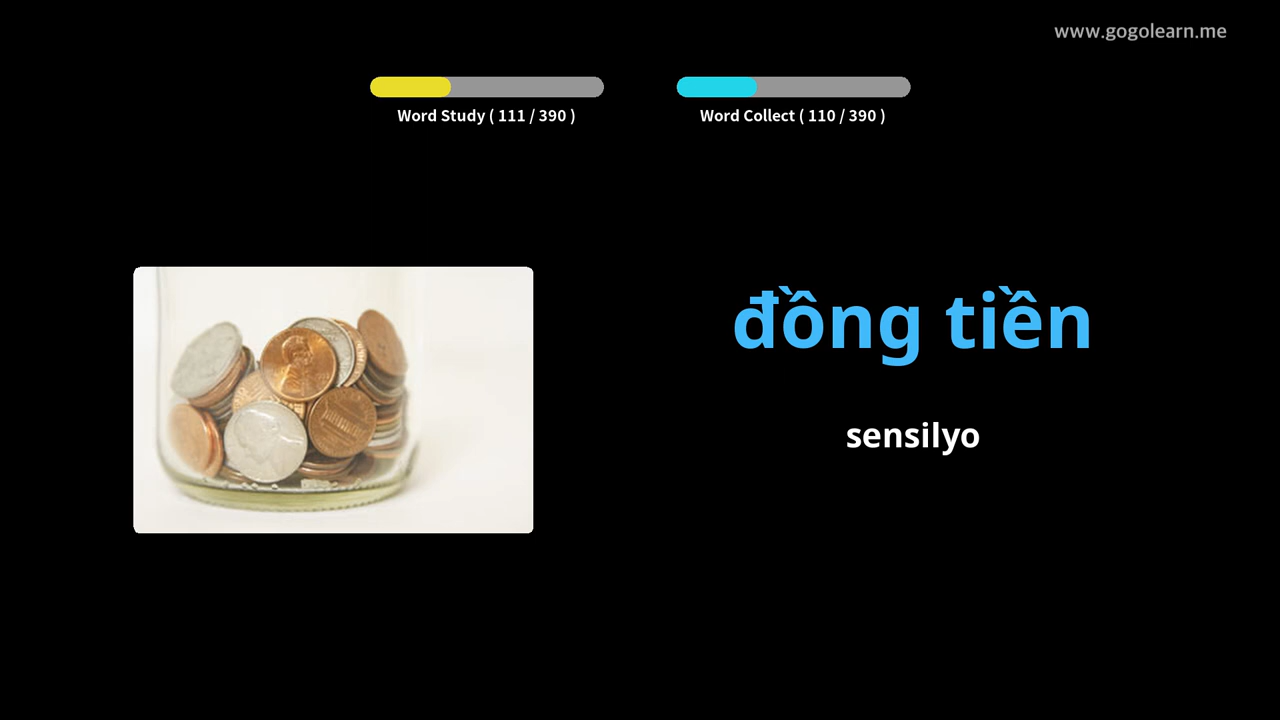 www.gogolearn.me
Word Study ( 111 / 390 )
Word Collect ( 110 / 390 )
đồng tiền
sensilyo